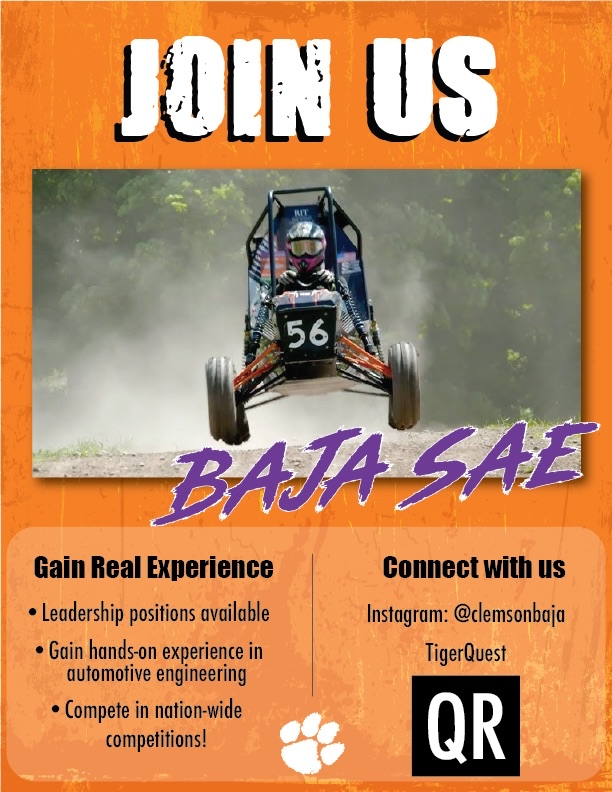 JOIN US
RIT
56
BAJA SAE
Gain Real Experience
• Leadership positions available
• Gain hands-on experience in
automotive engineering
• Compete in nation-wide
competitions!
Connect with us
Instagram: @clemsonbaja
TigerQuest
QR